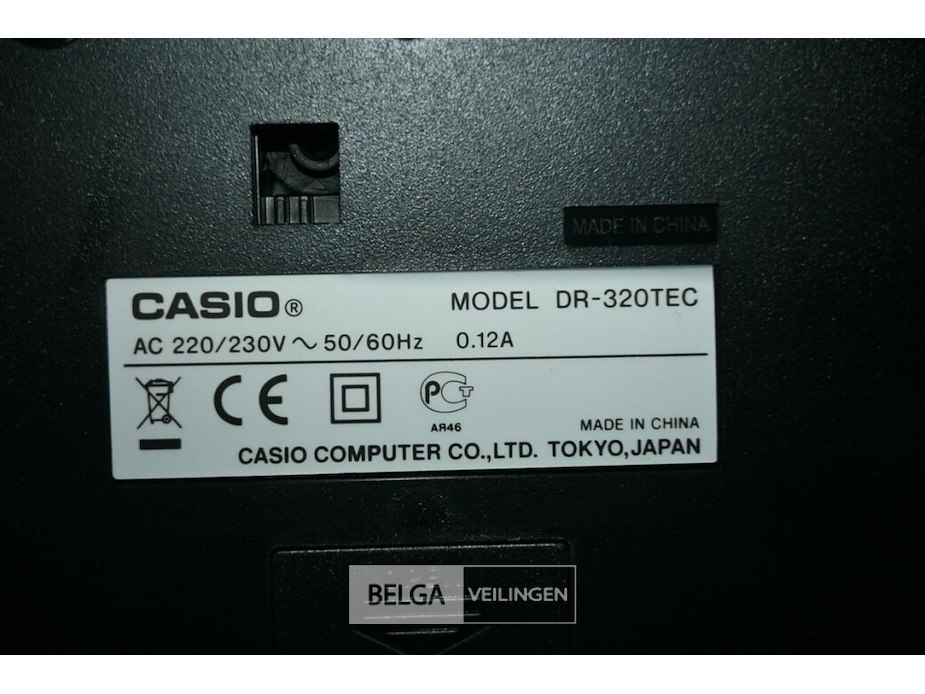 MADE IN CHINA
CASIO® MODEL DR-320TEC
AC 220/230V ~ 50/60Hz 0.12A
CE PCT
AR46
MADE IN CHINA
CASIO COMPUTER CO.,LTD. TOKYO,JAPAN
BELGA VEILINGEN